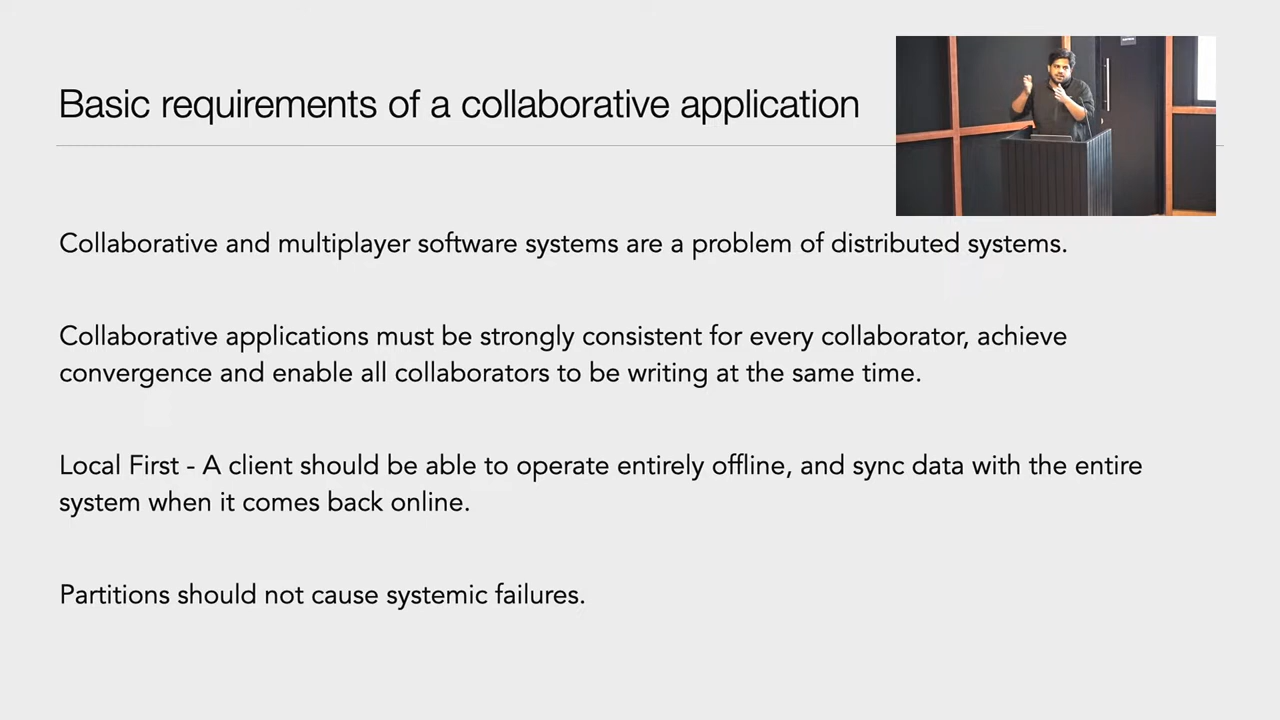 Basic requirements of a collaborative application
Collaborative and multiplayer software systems are a problem of distributed systems.
Collaborative applications must be strongly consistent for every collaborator, achieve
convergence and enable all collaborators to be writing at the same time.
Local First - A client should be able to operate entirely offline, and sync data with the entire
system when it comes back online.
Partitions should not cause systemic failures.